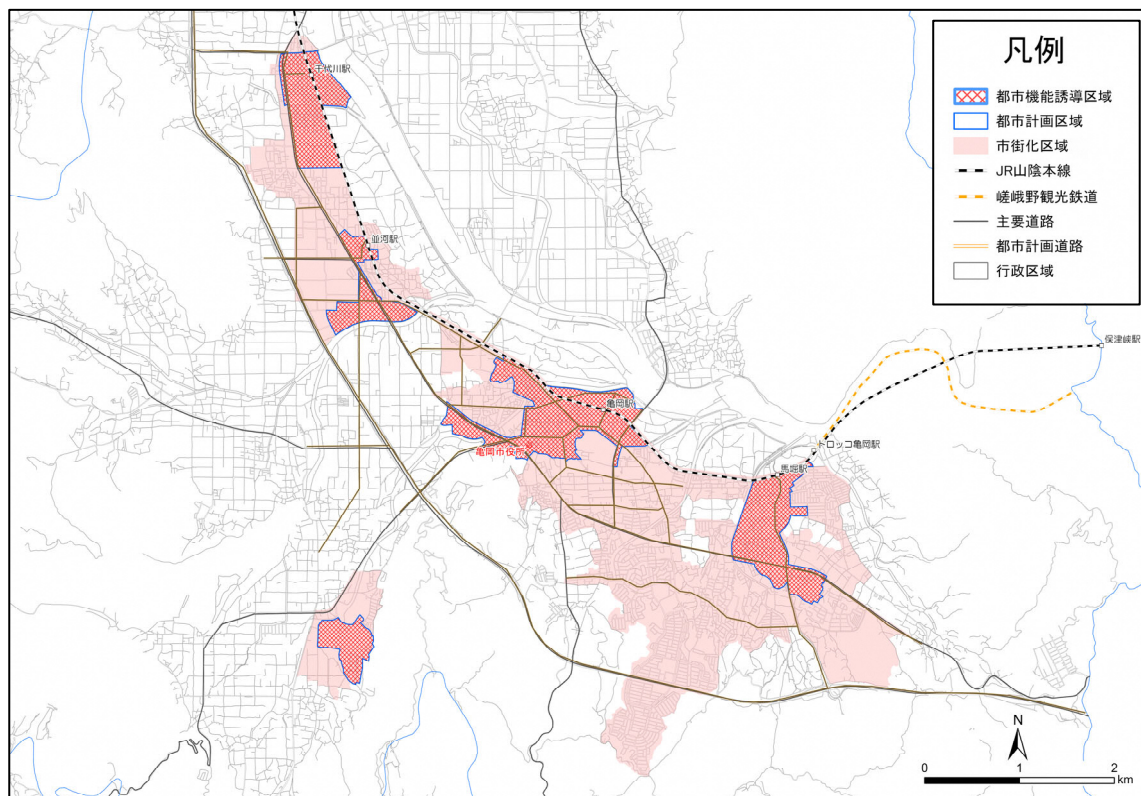 凡例
都市機能誘導区域
都市計画区域
市街化区域
JR山陰本線
嵯峨野観光鉄道
主要道路
都市計画道路
行政区域
千代川駅
並河駅
保津峡駅
亀岡駅
トロッコ亀岡駅
亀岡市役所
馬堀駅
N
0 1 2
km